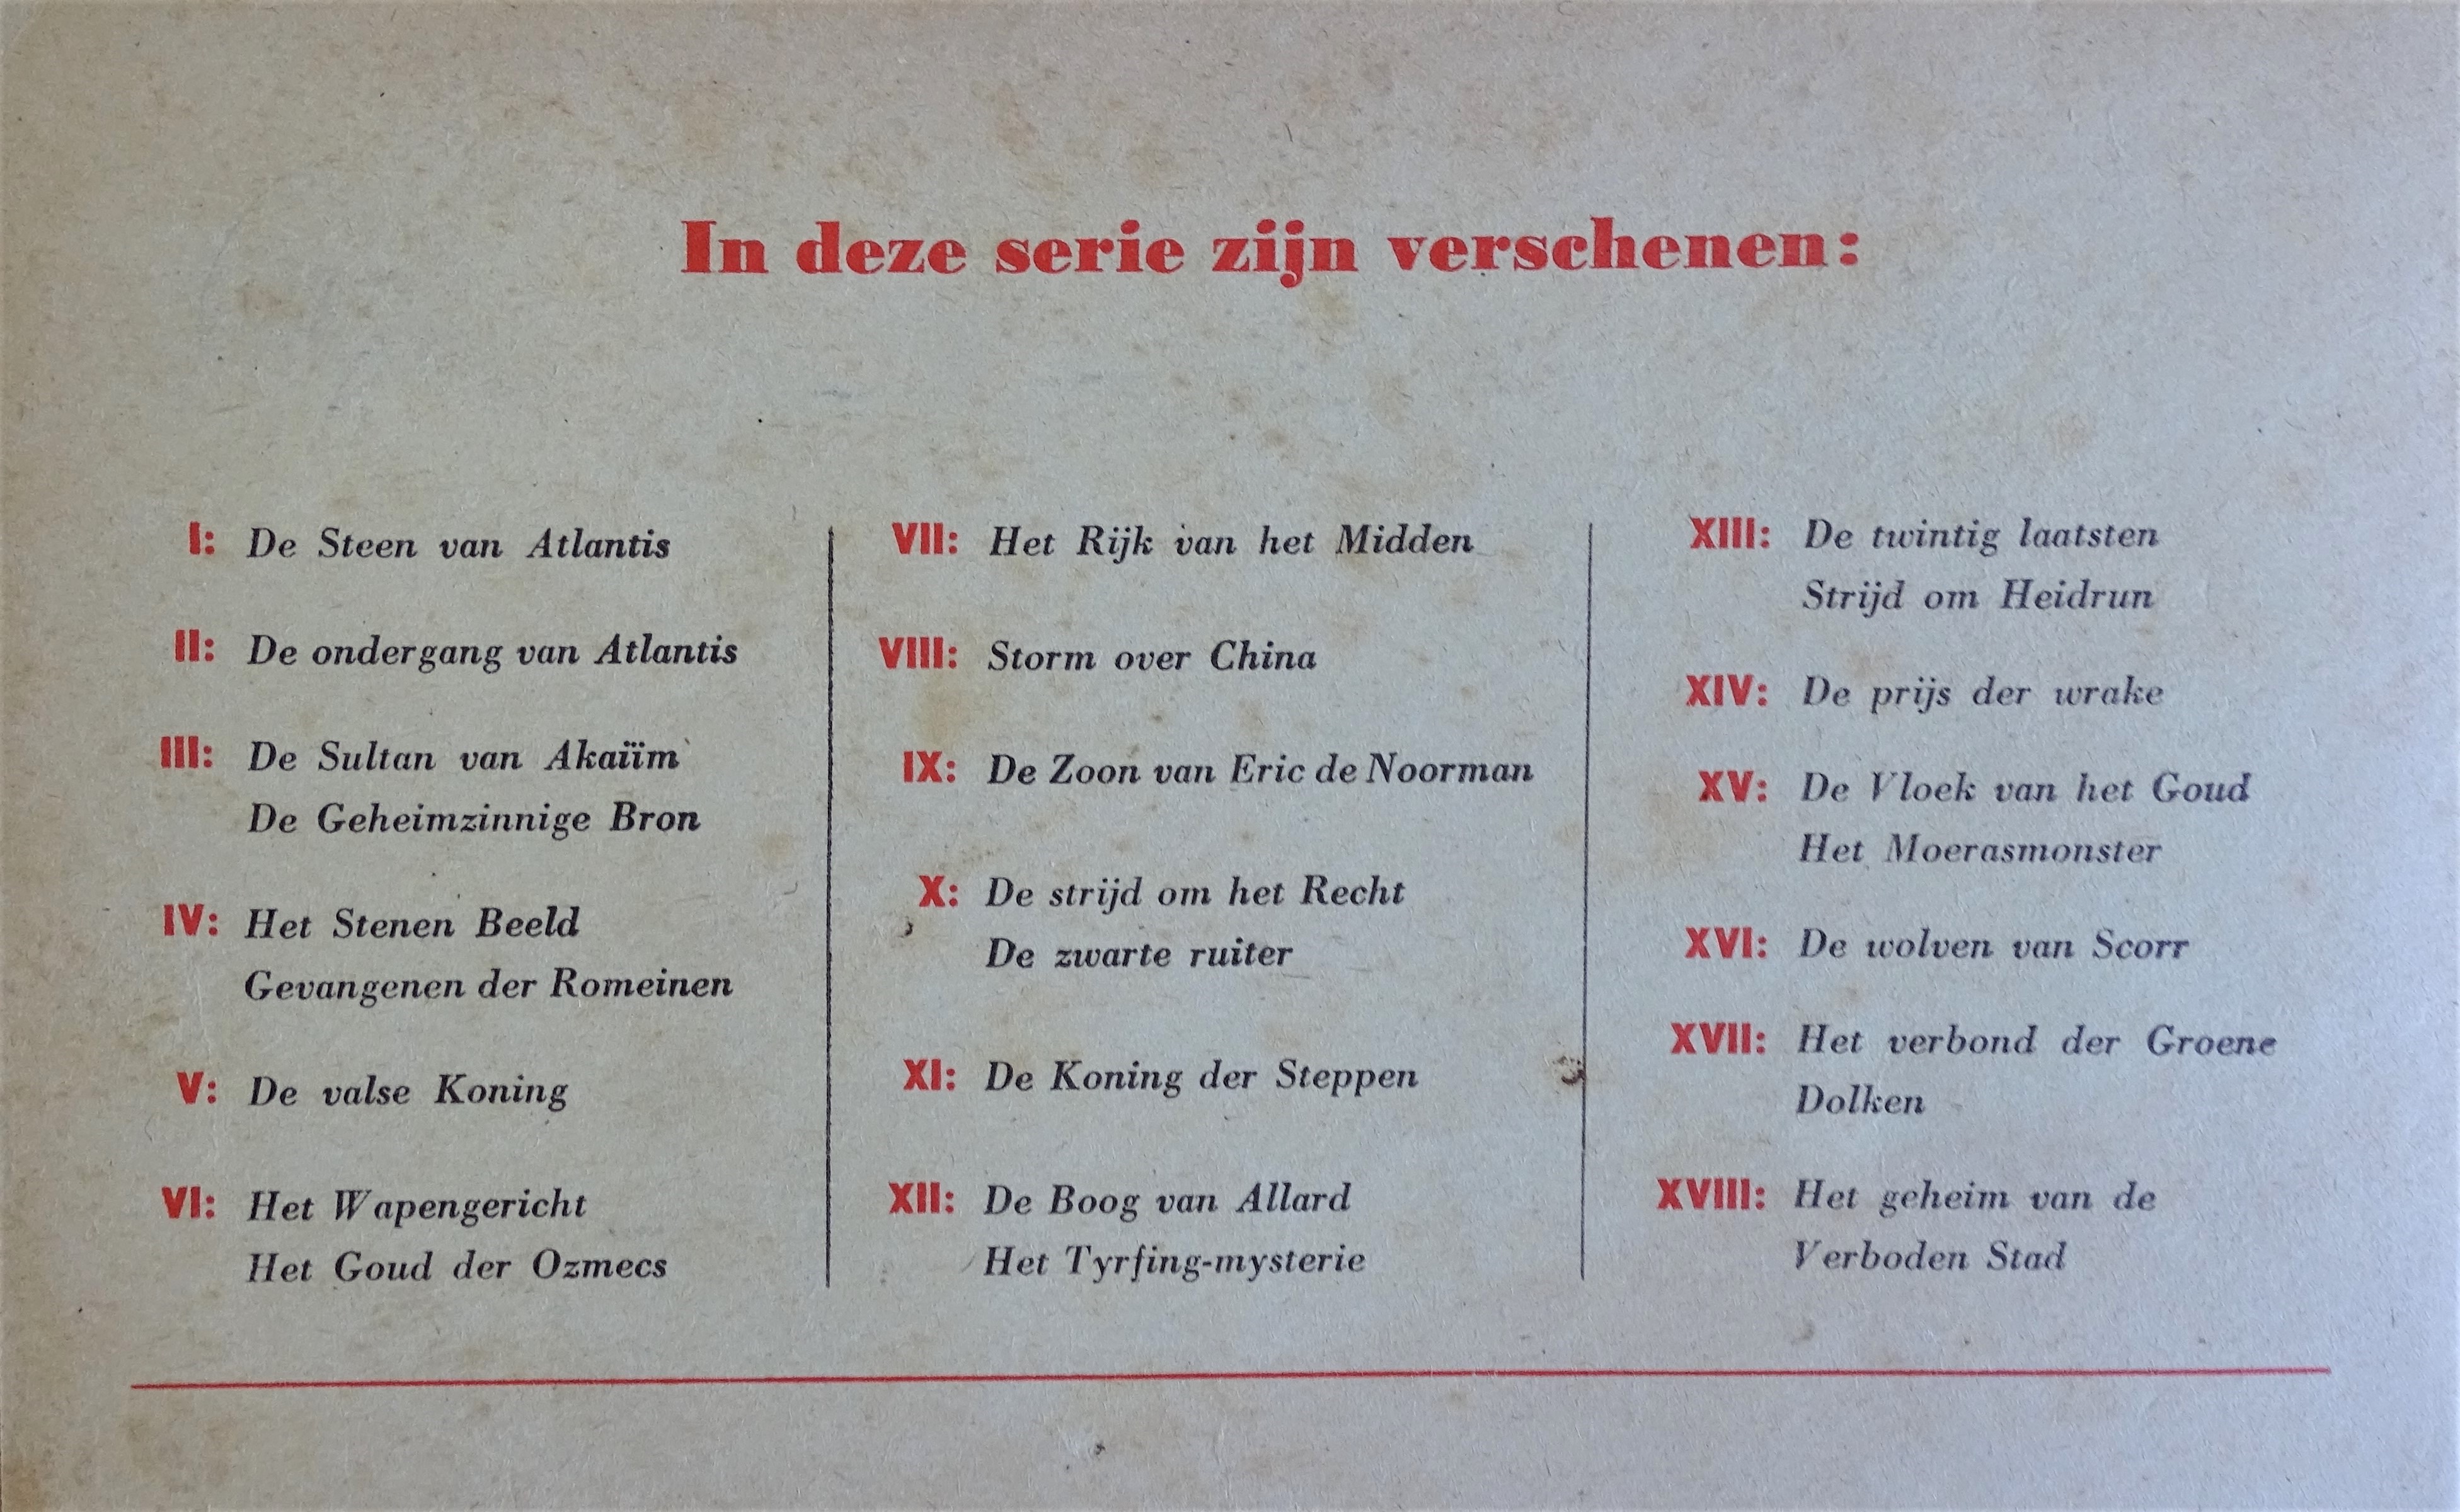 In deze serie zijn verschenen:
I: De Steen van Atlantis
II: De ondergang van Atlantis
III: De Sultan van Akaïïm
De Geheimzinnige Bron
IV: Het Stenen Beeld
Gevangenen der Romeinen
V: De valse Koning
VI: Het Wapengericht
Het Goud der Ozmecs
VII: Het Rijk van het Midden
VIII: Storm over China
IX: De Zoon van Eric de Noorman
X: De strijd om het Recht
De zwarte ruiter
XI: De Koning der Steppen
XII: De Boog van Allard
Het Tyrfing-mysterie
XIII: De twintig laatsten
Strijd om Heidrun
XIV: De prijs der wrake
XV: De Vloek van het Goud
Het Moerasmonster
XVI: De wolven van Scorr
XVII: Het verbond der Groene
Dolken
XVIII: Het geheim van de
Verboden Stad